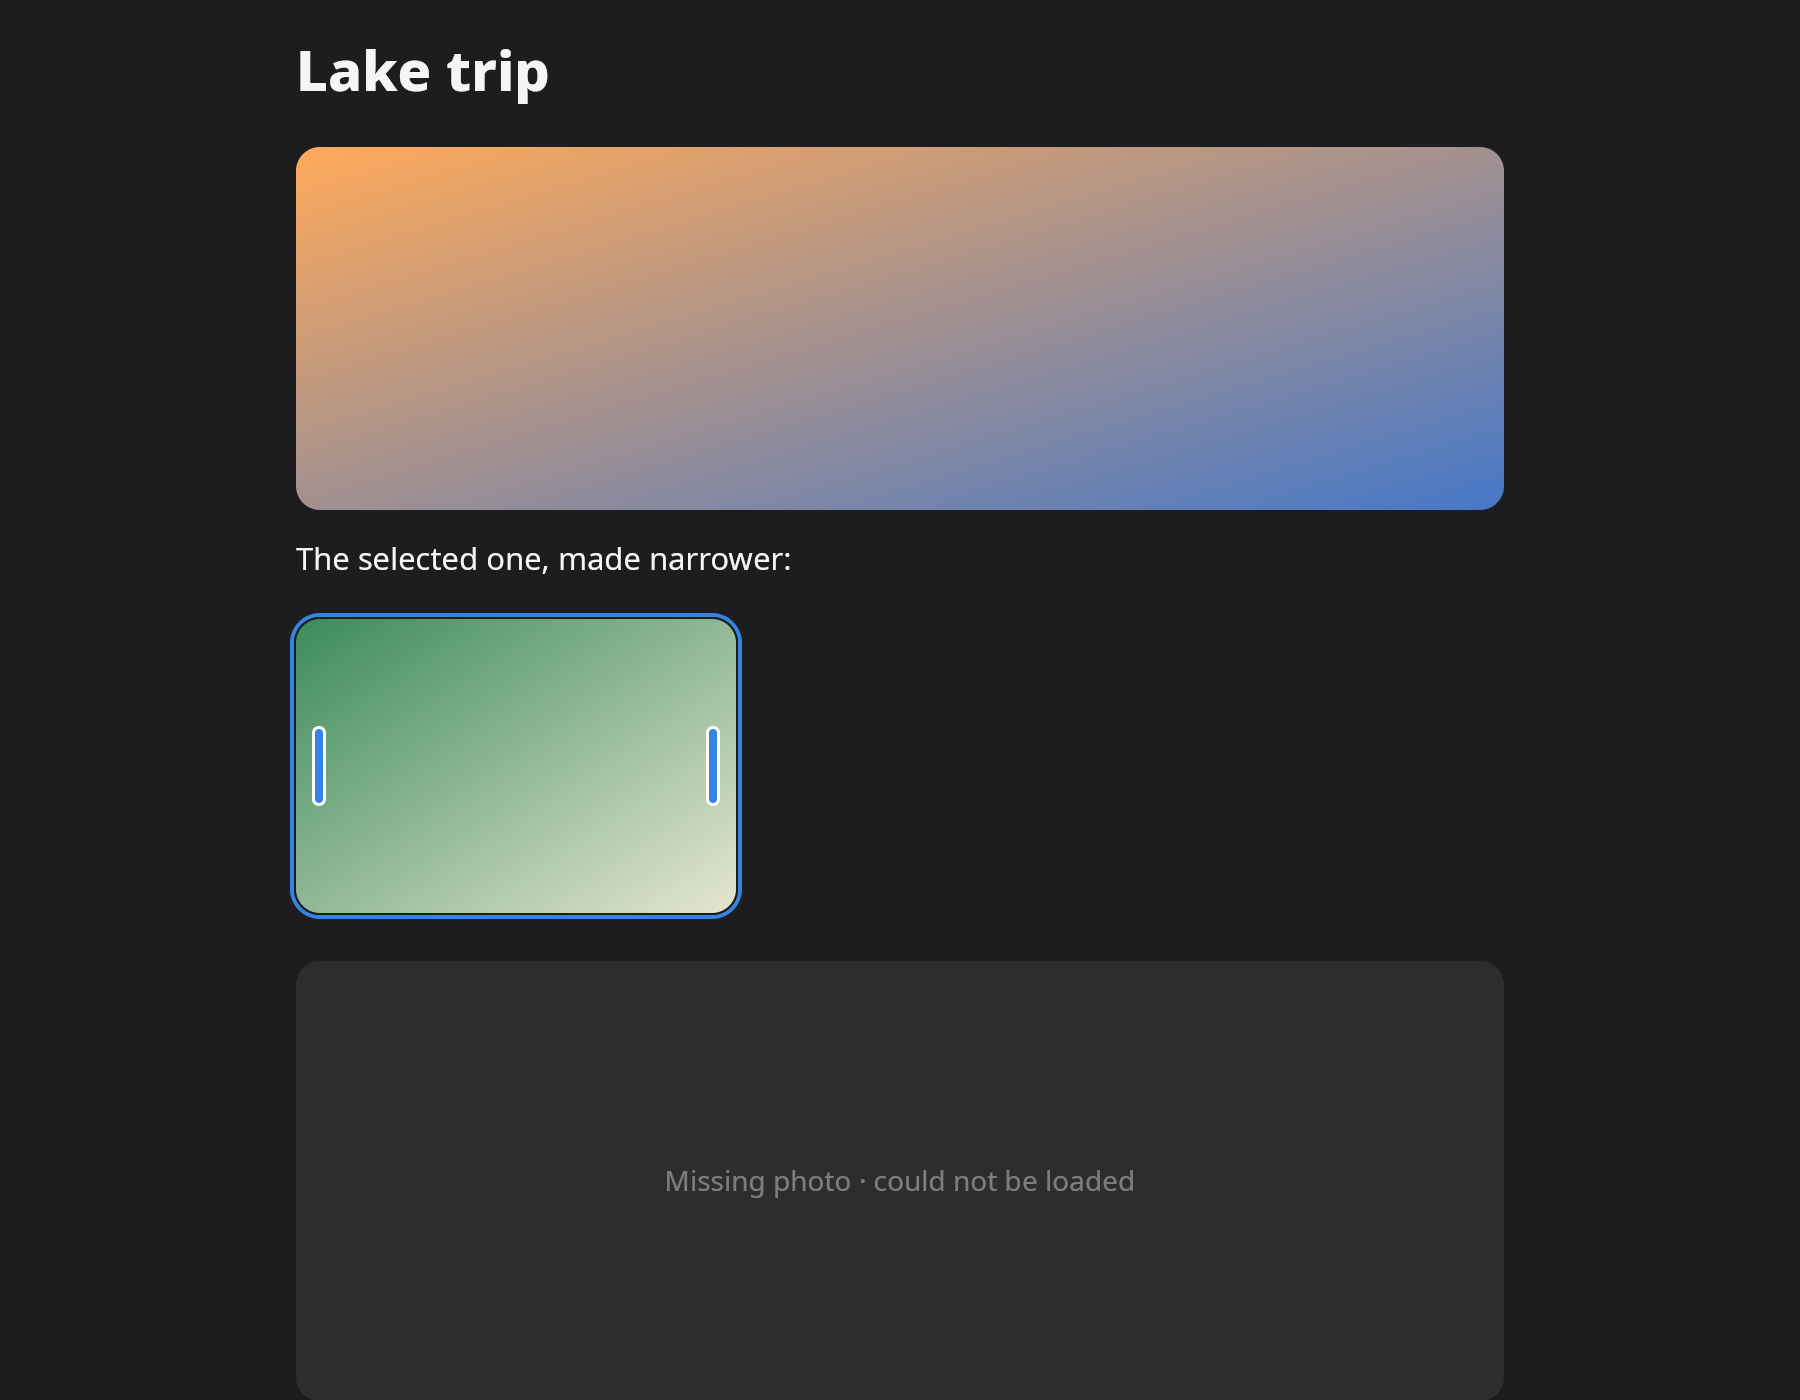 Lake trip
The selected one, made narrower:
Missing photo · could not be loaded